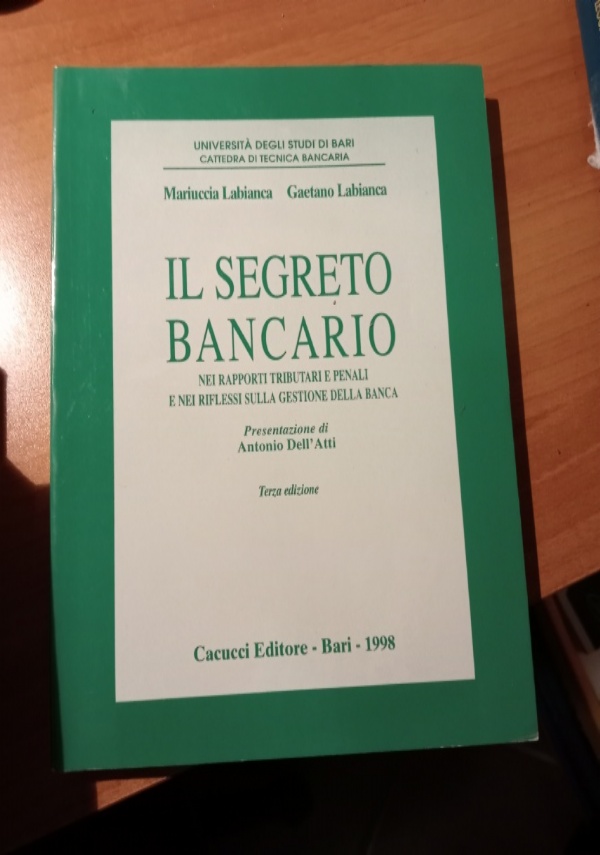 UNIVERSITÀ DEGLI STUDI DI BARI
CATTEDRA DI TECNICA BANCARIA
Mariuccia Labianca Gaetano Labianca
IL SEGRETO
BANCARIO
NEI RAPPORTI TRIBUTARI E PENALI
E NEI RIFLESSI SULLA GESTIONE DELLA BANCA
Presentazione di
Antonio Dell'Atti
Terza edizione
Cacucci Editore - Bari - 1998